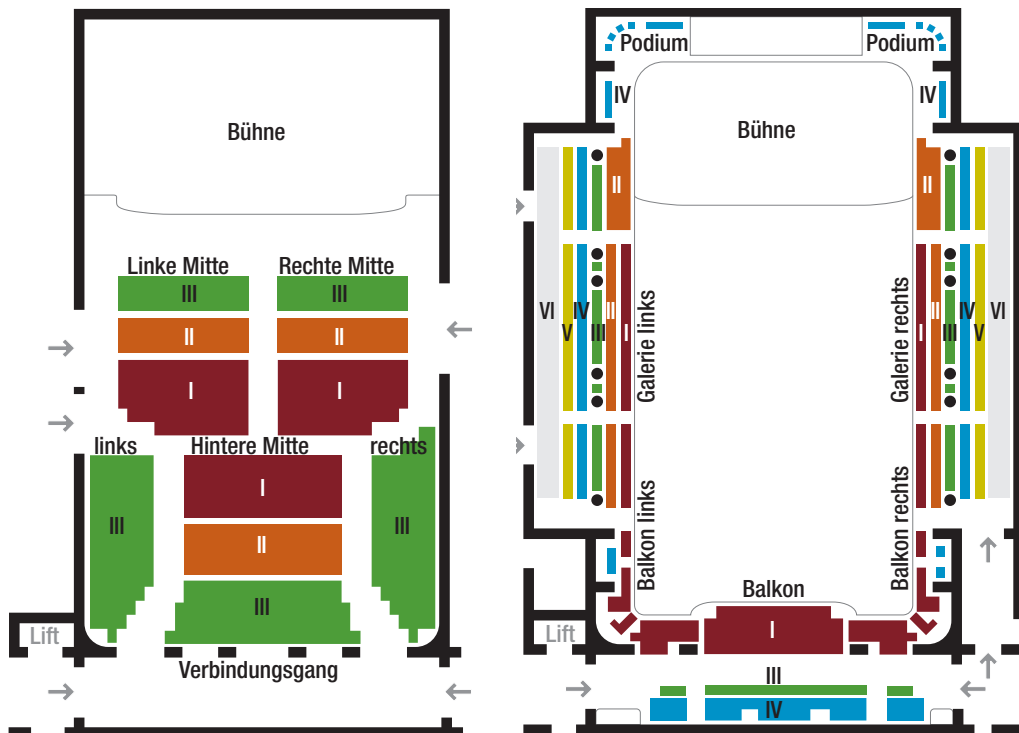 Bühne
Linke Mitte Rechte Mitte
III III
II II
I I
links Hintere Mitte rechts
I
III II III
III
Lift
Verbindungsgang
Podium Podium
IV IV
Bühne
II II
VI V IV III II I
Galerie links
Galerie rechts
I II III IV V VI
Balkon links
Balkon rechts
Balkon
I
Lift
III
IV